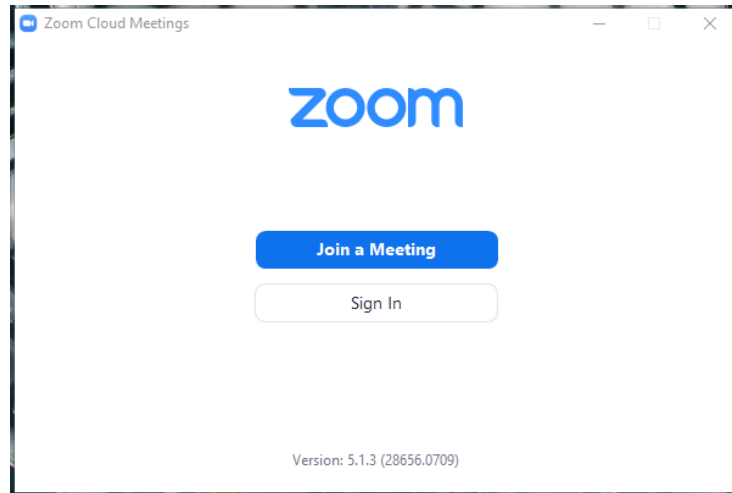 Zoom Cloud Meetings
zoom
Join a Meeting
Sign In
Version: 5.1.3 (28656.0709)